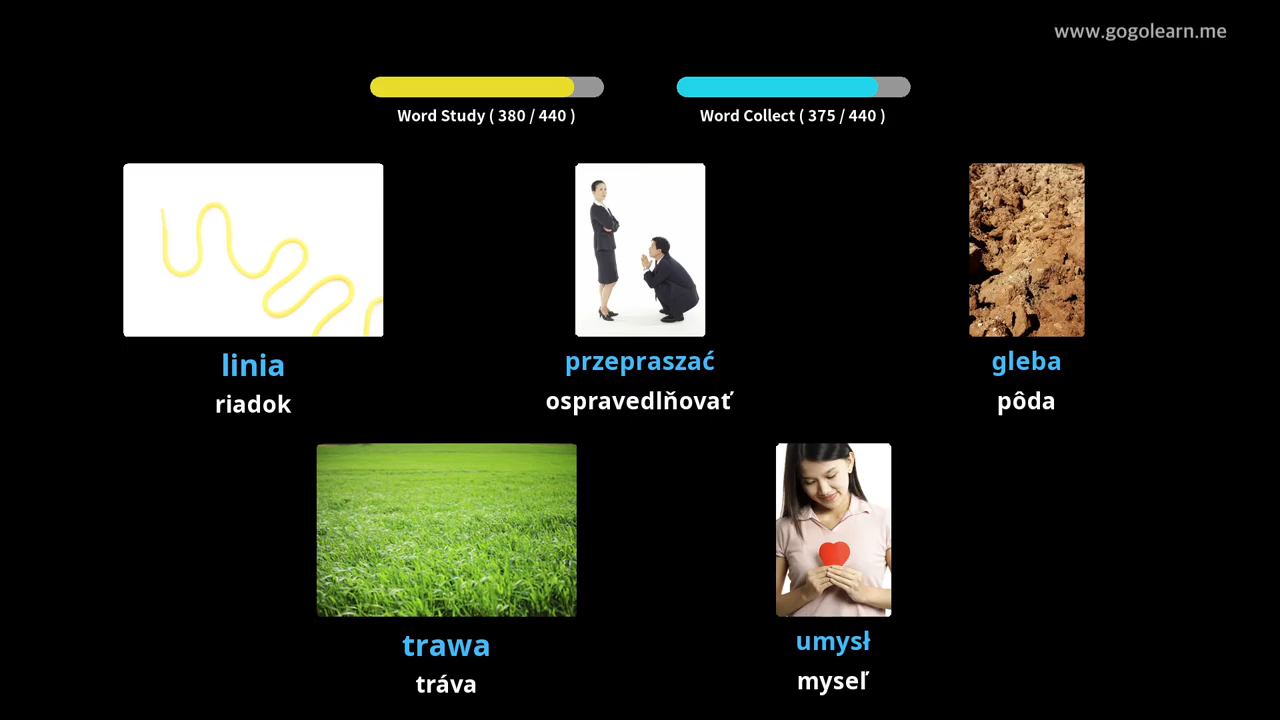 www.gogolearn.me
Word Study ( 380 / 440 )
Word Collect ( 375 / 440 )
linia
riadok
przepraszać
ospravedlňovať
gleba
pôda
trawa
tráva
umysł
myseľ